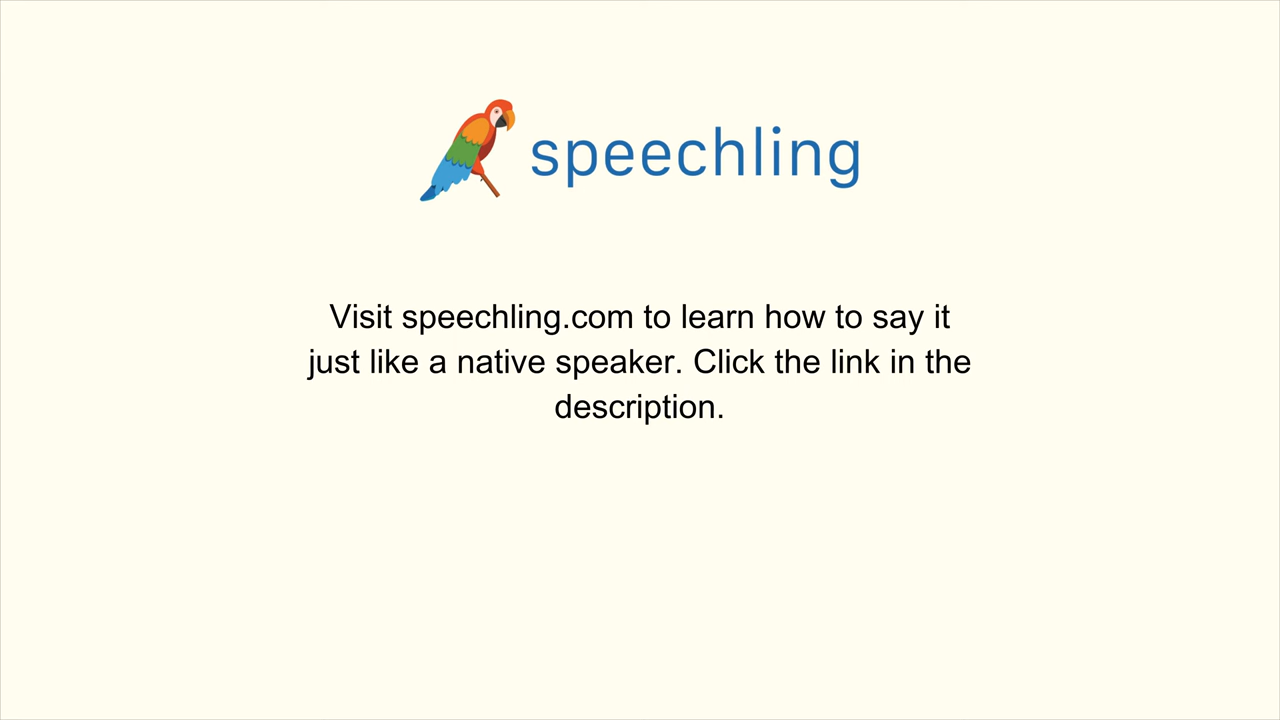 speechling
Visit speechling.com to learn how to say it
just like a native speaker. Click the link in the
description.